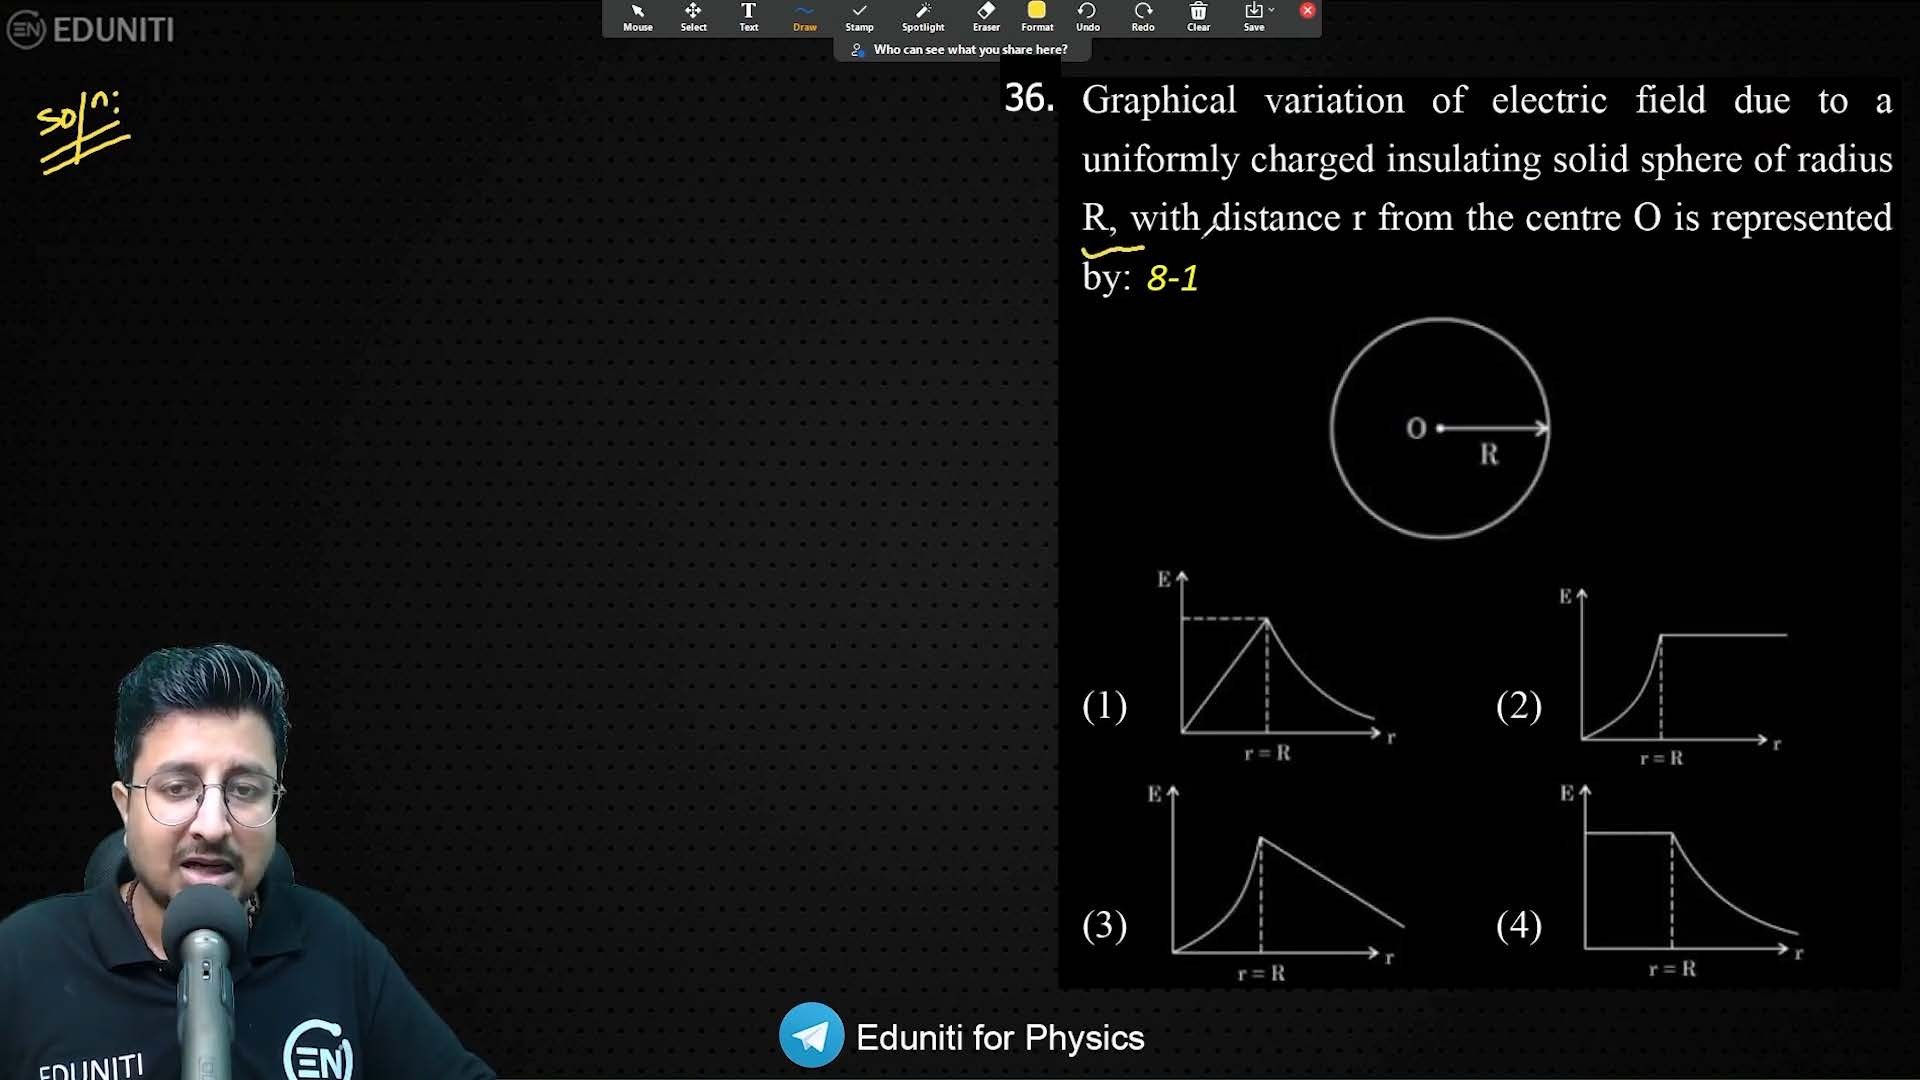 EN EDUNITI
Mouse Select Text Draw Stamp Spotlight Eraser Format Undo Redo Clear Save
Who can see what you share here?
soln:
36. Graphical variation of electric field due to a
uniformly charged insulating solid sphere of radius
R, with distance r from the centre O is represented
by: 8-1
O
R
E
r
r = R
(1)
E
r
r = R
(2)
E
r
r = R
(3)
E
r
r = R
(4)
EDUNITI
EN
Eduniti for Physics